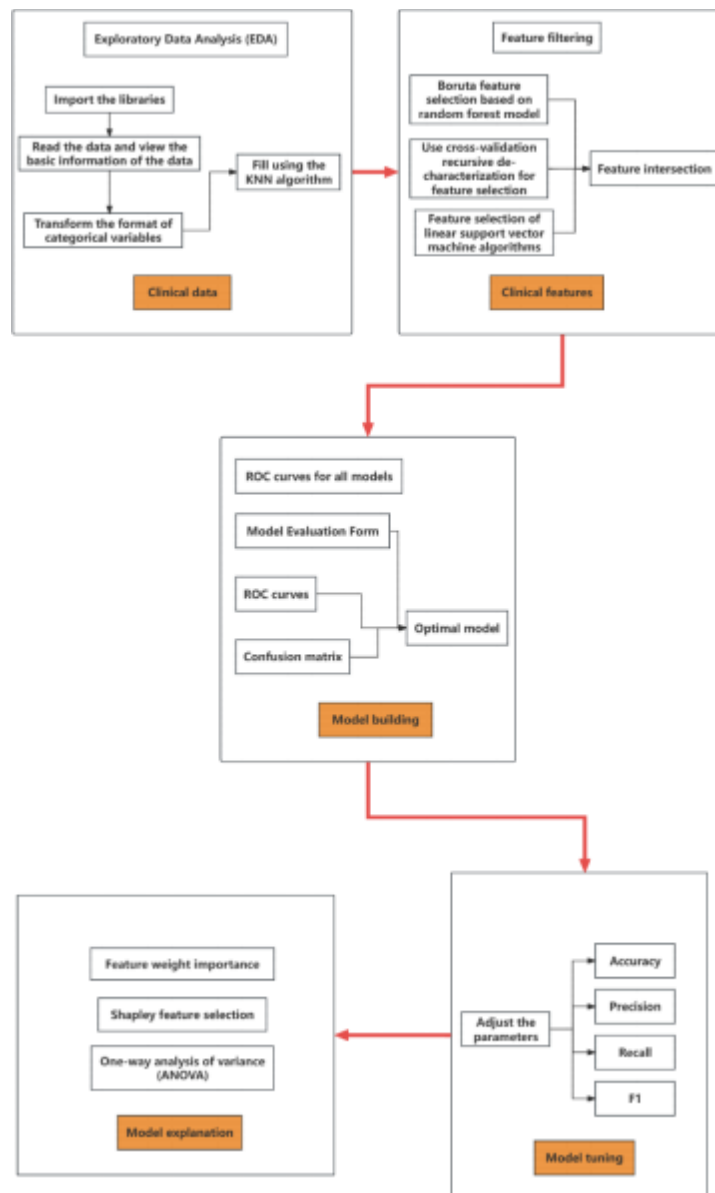 Exploratory Data Analysis (EDA)
Import the libraries
Read the data and view the
basic information of the data
Transform the format of
categorical variables
Fill using the
KNN algorithm
Clinical data
Feature filtering
Boruta feature
selection based on
random forest model
Use cross-validation
recursive de-
characterization for
feature selection
Feature selection of
linear support vector
machine algorithms
Feature intersection
Clinical features
ROC curves for all models
Model Evaluation Form
ROC curves
Confusion matrix
Optimal model
Model building
Adjust the
parameters
Accuracy
Precision
Recall
F1
Model tuning
Feature weight importance
Shapley feature selection
One-way analysis of variance
(ANOVA)
Model explanation